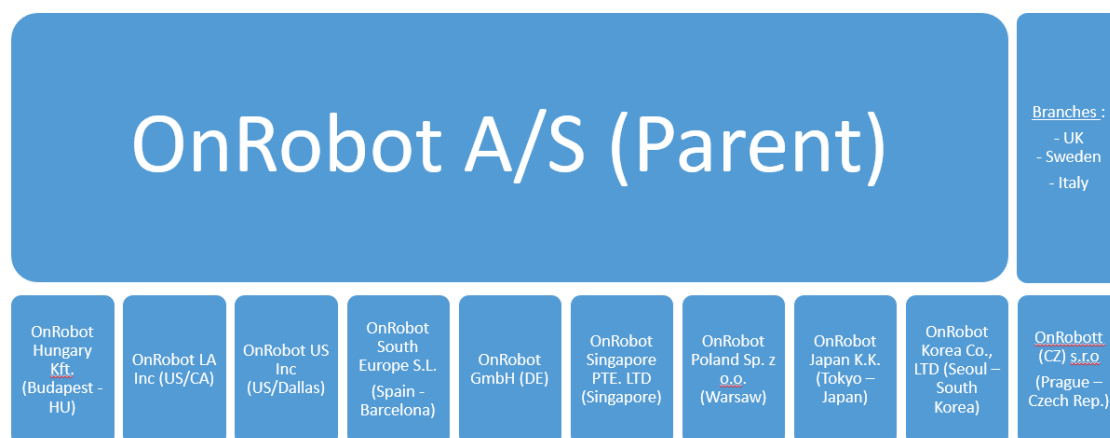 OnRobot A/S (Parent)
Branches :
- UK
- Sweden
- Italy
OnRobot
Hungary
Kft.
(Budapest -
HU)
OnRobot LA
Inc (US/CA)
OnRobot US
Inc
(US/Dallas)
OnRobot
South
Europe S.L.
(Spain -
Barcelona)
OnRobot
GmbH (DE)
OnRobot
Singapore
PTE. LTD
(Singapore)
OnRobot
Poland Sp. z
o.o.
(Warsaw)
OnRobot
Japan K.K.
(Tokyo –
Japan)
OnRobot
Korea Co.,
LTD (Seoul –
South
Korea)
OnRobott
(CZ) s.r.o
(Prague –
Czech Rep.)